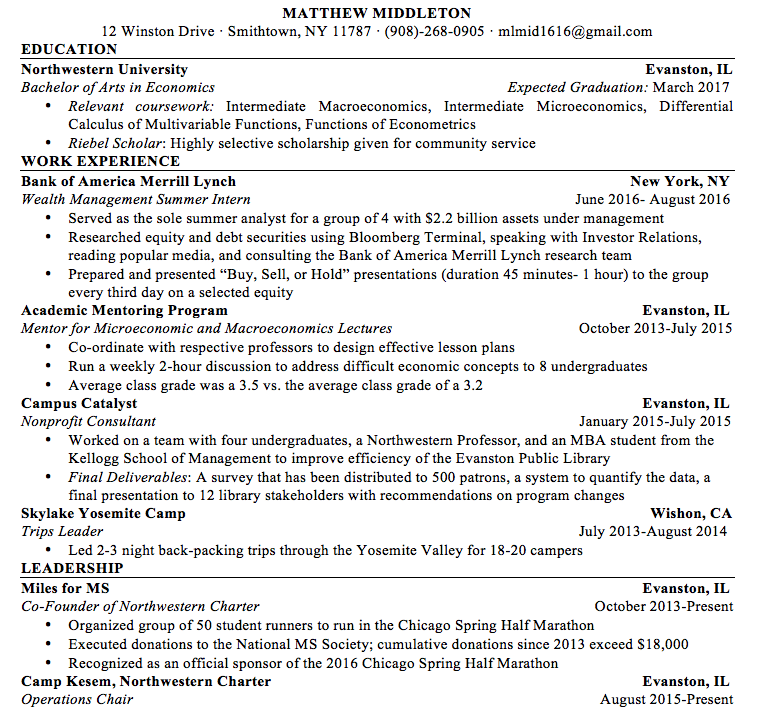 MATTHEW MIDDLETON
12 Winston Drive · Smithtown, NY 11787 · (908)-268-0905 · mlmid1616@gmail.com
EDUCATION
Northwestern University Evanston, IL
Bachelor of Arts in Economics Expected Graduation: March 2017
• Relevant coursework: Intermediate Macroeconomics, Intermediate Microeconomics, Differential
Calculus of Multivariable Functions, Functions of Econometrics
• Riebel Scholar: Highly selective scholarship given for community service
WORK EXPERIENCE
Bank of America Merrill Lynch New York, NY
Wealth Management Summer Intern June 2016- August 2016
• Served as the sole summer analyst for a group of 4 with $2.2 billion assets under management
• Researched equity and debt securities using Bloomberg Terminal, speaking with Investor Relations,
reading popular media, and consulting the Bank of America Merrill Lynch research team
• Prepared and presented “Buy, Sell, or Hold” presentations (duration 45 minutes- 1 hour) to the group
every third day on a selected equity
Academic Mentoring Program Evanston, IL
Mentor for Microeconomic and Macroeconomics Lectures October 2013-July 2015
• Co-ordinate with respective professors to design effective lesson plans
• Run a weekly 2-hour discussion to address difficult economic concepts to 8 undergraduates
• Average class grade was a 3.5 vs. the average class grade of a 3.2
Campus Catalyst Evanston, IL
Nonprofit Consultant January 2015-July 2015
• Worked on a team with four undergraduates, a Northwestern Professor, and an MBA student from the
Kellogg School of Management to improve efficiency of the Evanston Public Library
• Final Deliverables: A survey that has been distributed to 500 patrons, a system to quantify the data, a
final presentation to 12 library stakeholders with recommendations on program changes
Skylake Yosemite Camp Wishon, CA
Trips Leader July 2013-August 2014
• Led 2-3 night back-packing trips through the Yosemite Valley for 18-20 campers
LEADERSHIP
Miles for MS Evanston, IL
Co-Founder of Northwestern Charter October 2013-Present
• Organized group of 50 student runners to run in the Chicago Spring Half Marathon
• Executed donations to the National MS Society; cumulative donations since 2013 exceed $18,000
• Recognized as an official sponsor of the 2016 Chicago Spring Half Marathon
Camp Kesem, Northwestern Charter Evanston, IL
Operations Chair August 2015-Present